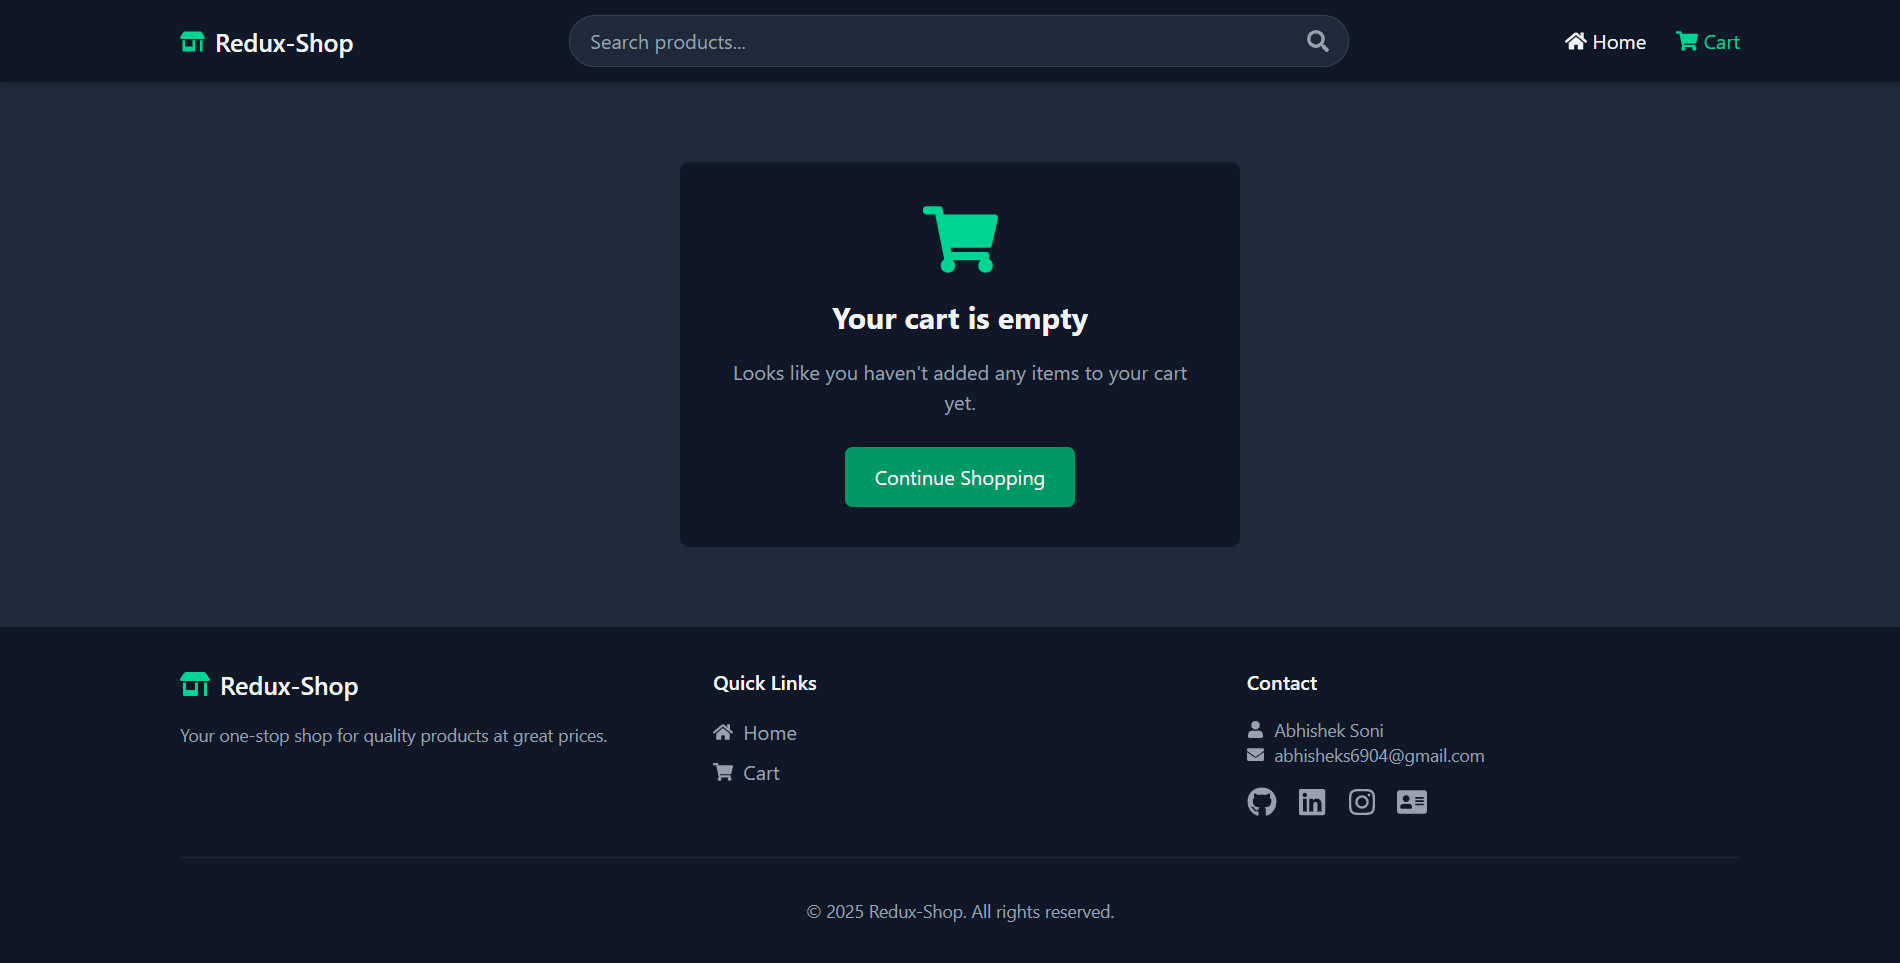 Redux-Shop
Search products...
Home
Cart
Your cart is empty
Looks like you haven't added any items to your cart
yet.
Continue Shopping
Redux-Shop
Your one-stop shop for quality products at great prices.
Quick Links
Home
Cart
Contact
Abhishek Soni
abhisheks6904@gmail.com
© 2025 Redux-Shop. All rights reserved.